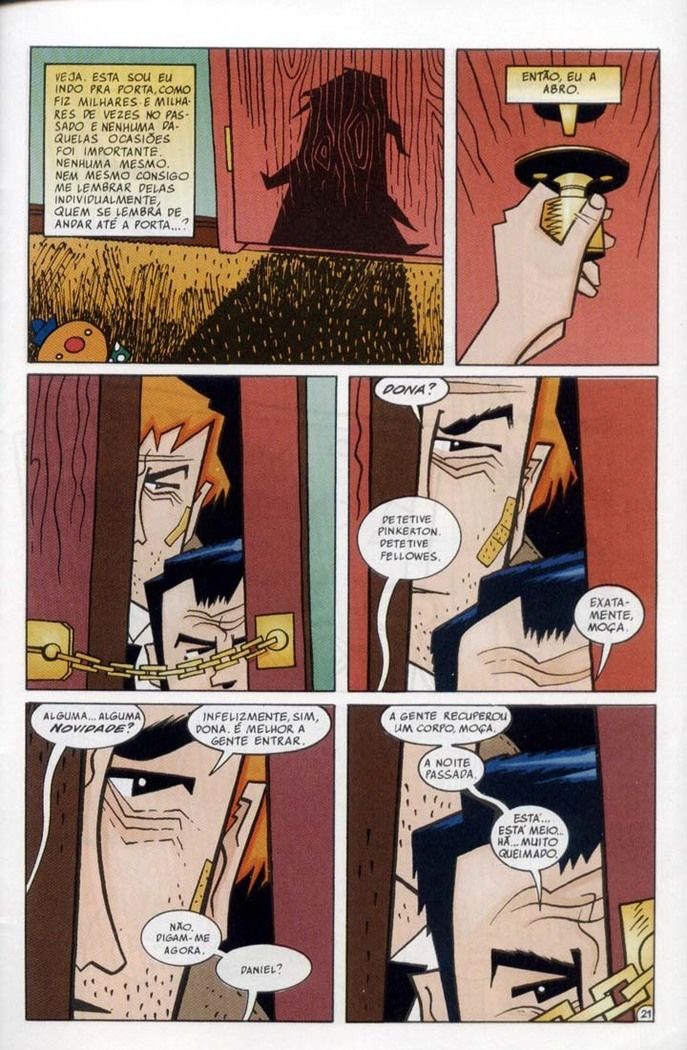 VEJA. ESTA SOU EU
INDO PRA PORTA, COMO
FIZ MILHARES E MILHA-
RES DE VEZES NO PAS-
SADO E NENHUMA DA-
QUELAS OCASIÕES
FOI IMPORTANTE.
NENHUMA MESMO.
NEM MESMO CONSIGO
ME LEMBRAR DELAS
INDIVIDUALMENTE,
QUEM SE LEMBRA DE
ANDAR ATÉ A PORTA...?
ENTÃO, EU A
ABRO.
DONA?
DETETIVE
PINKERTON.
DETETIVE
FELLOWES.
EXATA-
MENTE,
MOÇA.
ALGUMA... ALGUMA
NOVIDADE?
INFELIZMENTE, SIM,
DONA. É MELHOR A
GENTE ENTRAR.
NÃO.
DIGAM-ME
AGORA.
DANIEL?
A GENTE RECUPEROU
UM CORPO, MOÇA.
A NOITE
PASSADA.
ESTÁ...
ESTÁ MEIO...
HÃ... MUITO
QUEIMADO.
21